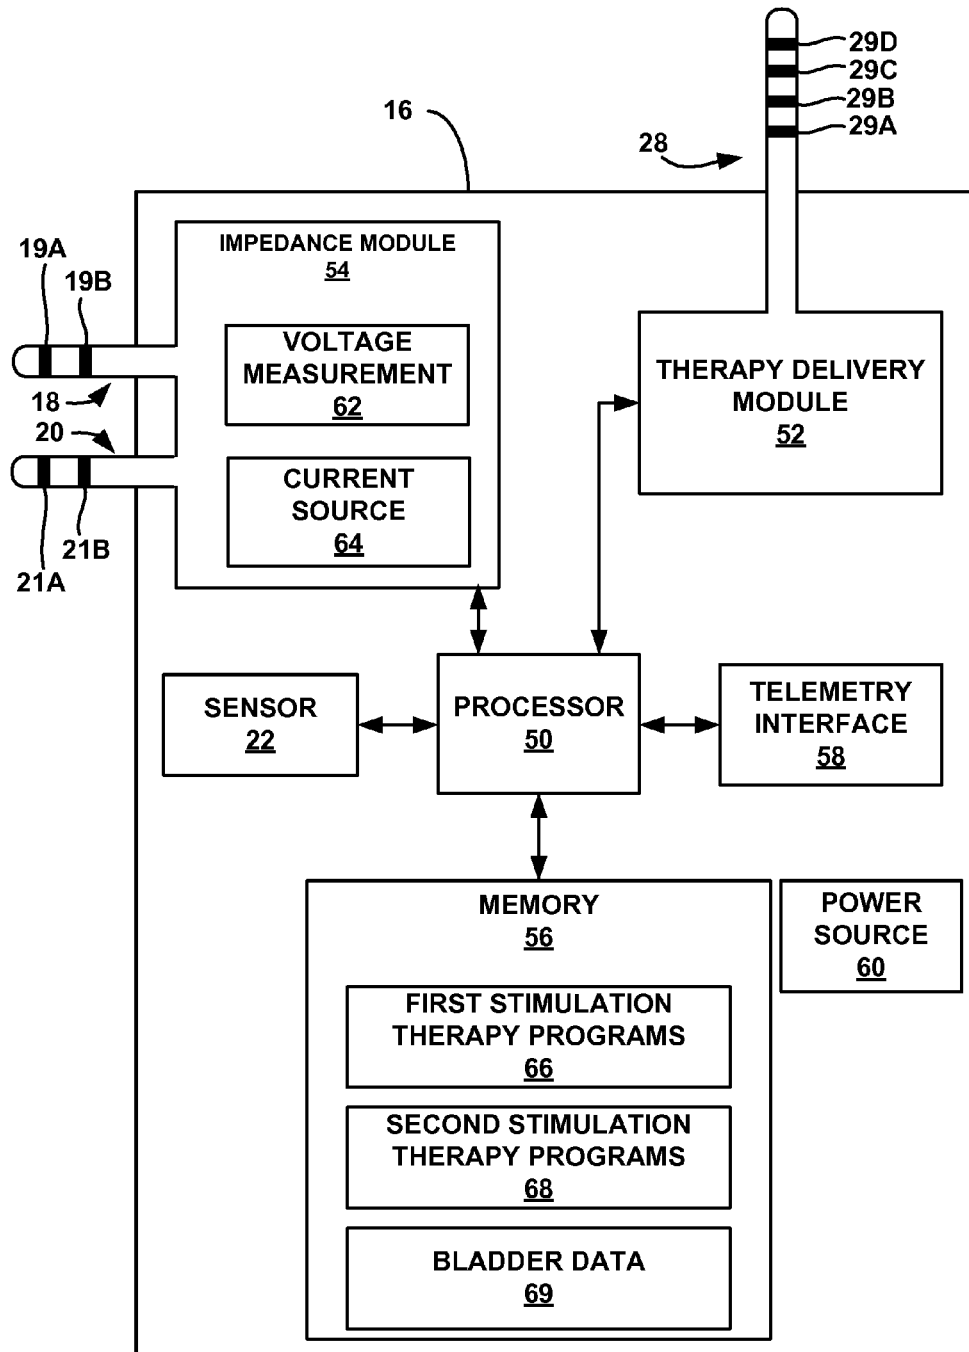 29D
29C
29B
29A
16
28
19A
19B
18
20
21B
21A
IMPEDANCE MODULE
54
VOLTAGE
MEASUREMENT
62
CURRENT
SOURCE
64
THERAPY DELIVERY
MODULE
52
SENSOR
22
PROCESSOR
50
TELEMETRY
INTERFACE
58
MEMORY
56
POWER
SOURCE
60
FIRST STIMULATION
THERAPY PROGRAMS
66
SECOND STIMULATION
THERAPY PROGRAMS
68
BLADDER DATA
69